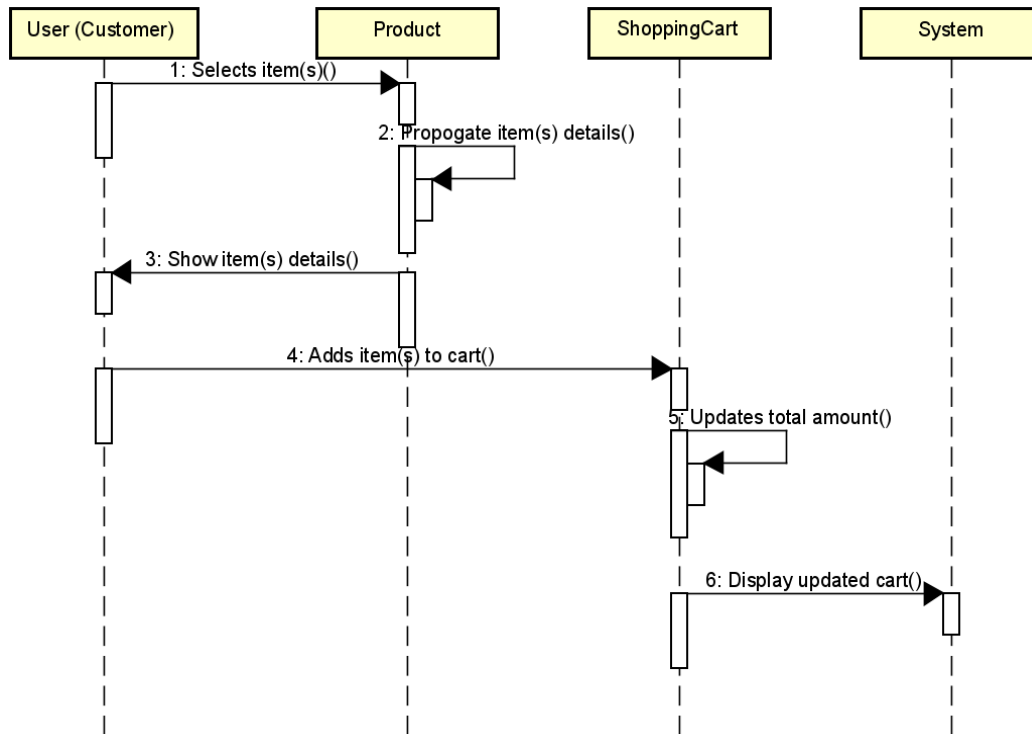 User (Customer)
Product
ShoppingCart
System
1: Selects item(s)()
2: Propogate item(s) details()
3: Show item(s) details()
4: Adds item(s) to cart()
5: Updates total amount()
6: Display updated cart()